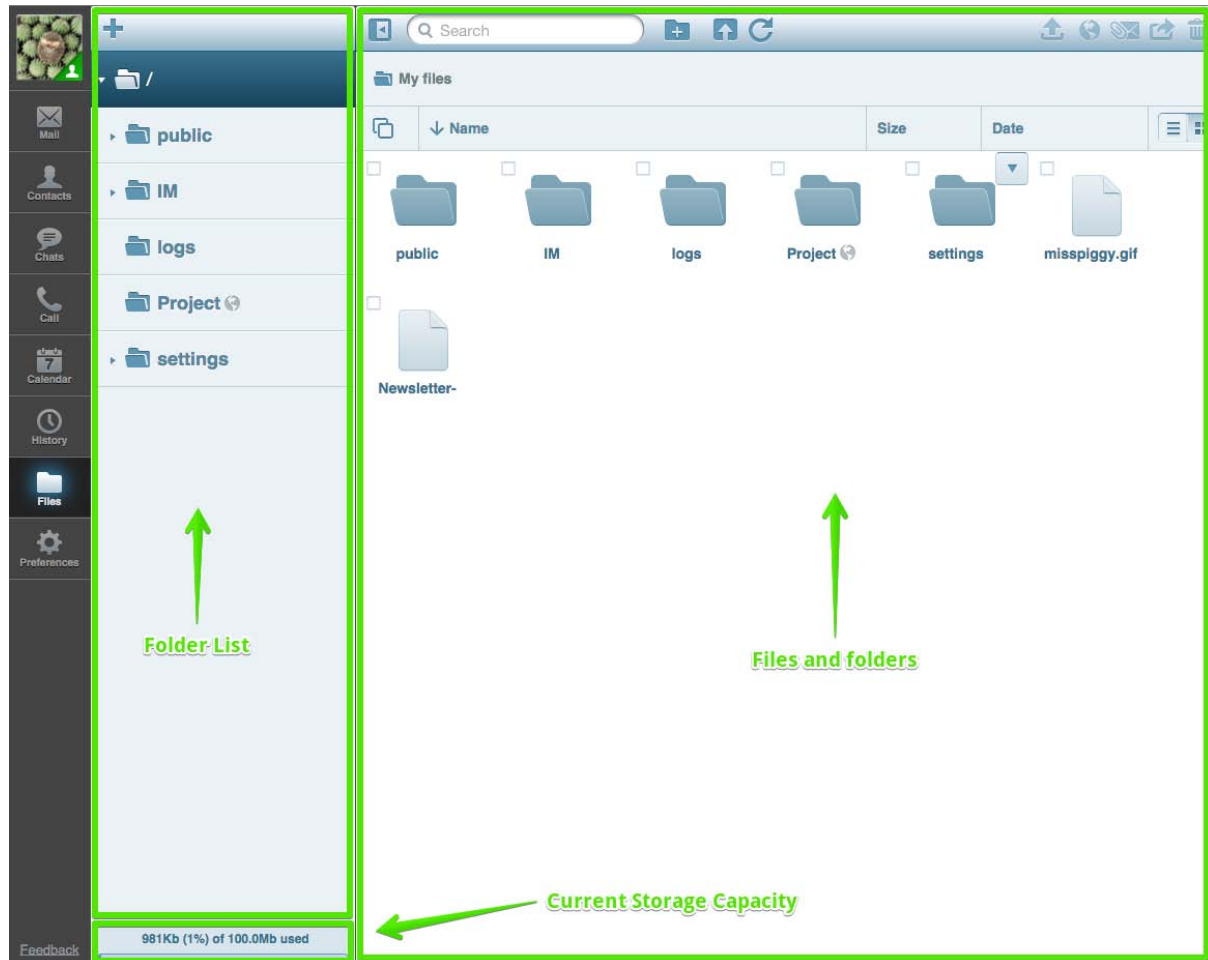 Search
/
My files
Mail
public
Name
Size
Date
Contacts
IM
Chats
logs
public
IM
logs
Project
settings
misspiggy.gif
Call
Project
7
Calendar
settings
Newsletter-
History
Files
Preferences
Folder List
Files and folders
Current Storage Capacity
981Kb (1%) of 100.0Mb used
Feedback